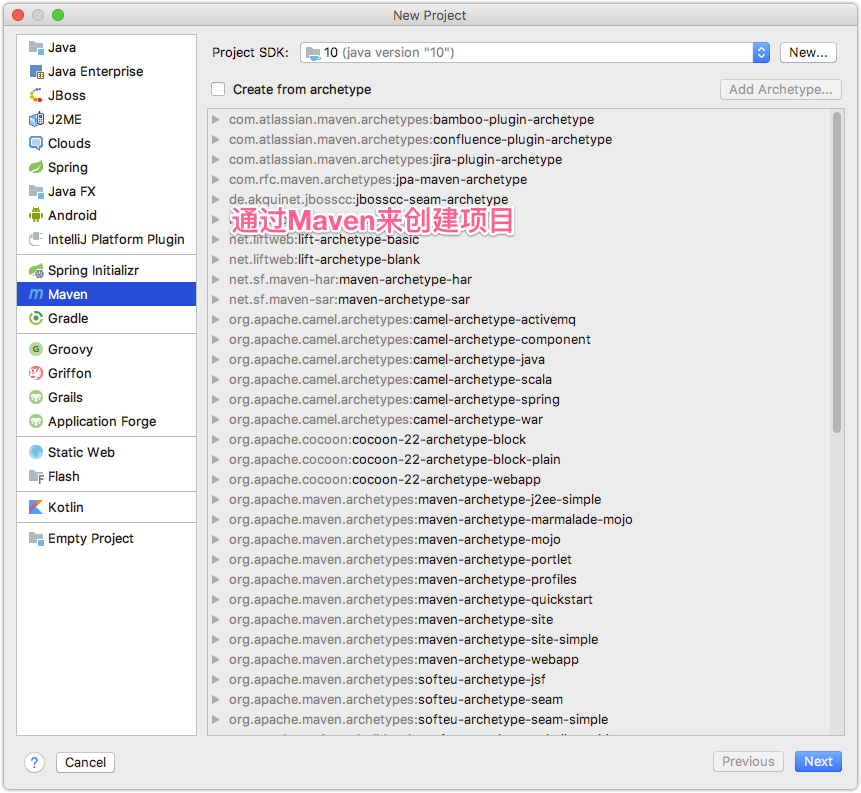 New Project
Java
Java Enterprise
JBoss
J2ME
Clouds
Spring
Java FX
Android
IntelliJ Platform Plugin
Spring Initializr
Maven
Gradle
Groovy
Griffon
Grails
Application Forge
Static Web
Flash
Kotlin
Empty Project
Project SDK: 10 (java version "10") New...
Create from archetype Add Archetype...
com.atlassian.maven.archetypes:bamboo-plugin-archetype
com.atlassian.maven.archetypes:confluence-plugin-archetype
com.atlassian.maven.archetypes:jira-plugin-archetype
com.rfc.maven.archetypes:jpa-maven-archetype
de.akquinet.jbosscc:jbosscc-seam-archetype
通过Maven来创建项目
net.liftweb:lift-archetype-basic
net.liftweb:lift-archetype-blank
net.sf.maven-har:maven-archetype-har
net.sf.maven-sar:maven-archetype-sar
org.apache.camel.archetypes:camel-archetype-activemq
org.apache.camel.archetypes:camel-archetype-component
org.apache.camel.archetypes:camel-archetype-java
org.apache.camel.archetypes:camel-archetype-scala
org.apache.camel.archetypes:camel-archetype-spring
org.apache.camel.archetypes:camel-archetype-war
org.apache.cocoon:cocoon-22-archetype-block
org.apache.cocoon:cocoon-22-archetype-block-plain
org.apache.cocoon:cocoon-22-archetype-webapp
org.apache.maven.archetypes:maven-archetype-j2ee-simple
org.apache.maven.archetypes:maven-archetype-marmalade-mojo
org.apache.maven.archetypes:maven-archetype-mojo
org.apache.maven.archetypes:maven-archetype-portlet
org.apache.maven.archetypes:maven-archetype-profiles
org.apache.maven.archetypes:maven-archetype-quickstart
org.apache.maven.archetypes:maven-archetype-site
org.apache.maven.archetypes:maven-archetype-site-simple
org.apache.maven.archetypes:maven-archetype-webapp
org.apache.maven.archetypes:softeu-archetype-jsf
org.apache.maven.archetypes:softeu-archetype-seam
org.apache.maven.archetypes:softeu-archetype-seam-simple
? Cancel Previous Next